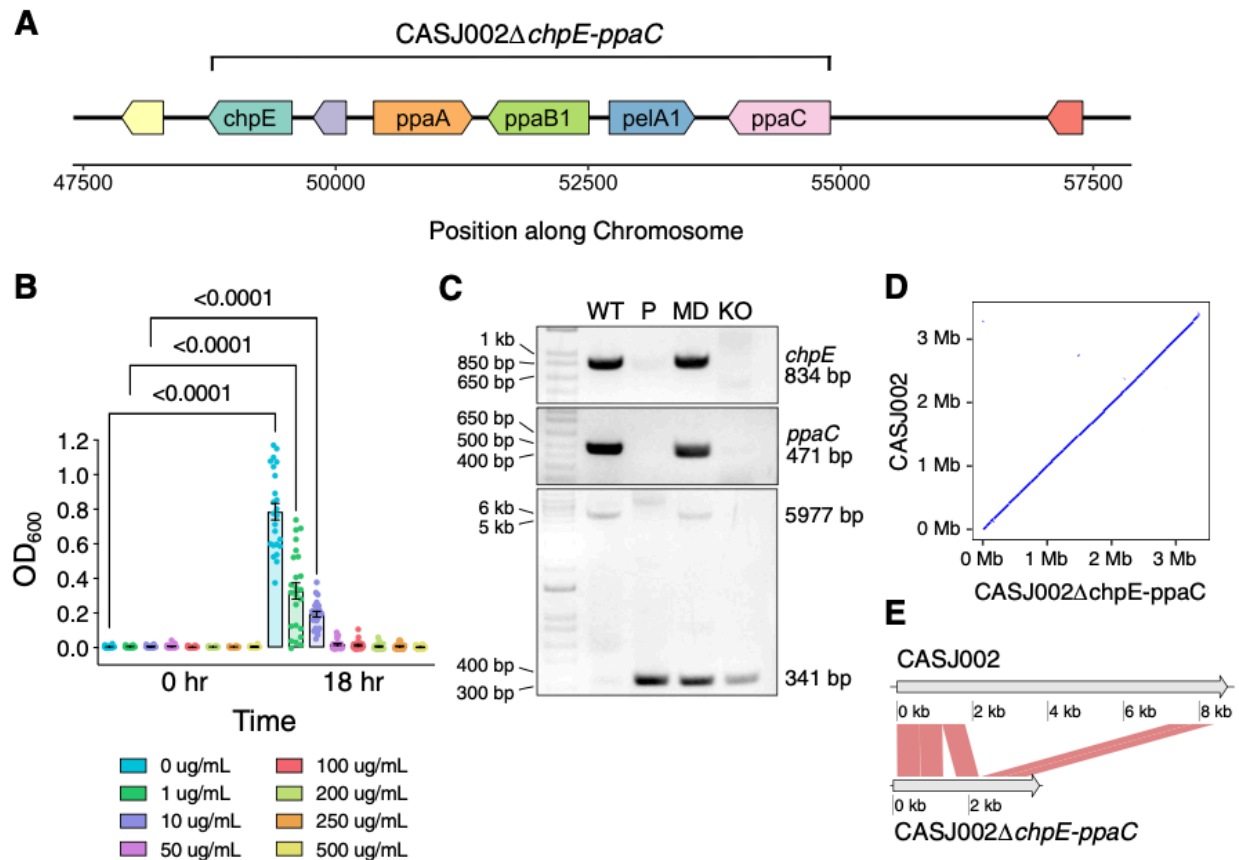 A
CASJ002ΔchpE-ppaC
chpE
ppaA
ppaB1
pelA1
ppaC
47500
50000
52500
55000
57500
Position along Chromosome
B
<0.0001
<0.0001
<0.0001
OD600
1.2
1.0
0.8
0.6
0.4
0.2
0.0
0 hr
18 hr
Time
0 ug/mL
1 ug/mL
10 ug/mL
50 ug/mL
100 ug/mL
200 ug/mL
250 ug/mL
500 ug/mL
C
WT P MD KO
1 kb
850 bp
650 bp
chpE
834 bp
650 bp
500 bp
400 bp
ppaC
471 bp
6 kb
5 kb
5977 bp
400 bp
300 bp
341 bp
D
CASJ002
3 Mb
2 Mb
1 Mb
0 Mb
0 Mb 1 Mb 2 Mb 3 Mb
CASJ002ΔchpE-ppaC
E
CASJ002
0 kb 2 kb 4 kb 6 kb 8 kb
0 kb 2 kb
CASJ002ΔchpE-ppaC